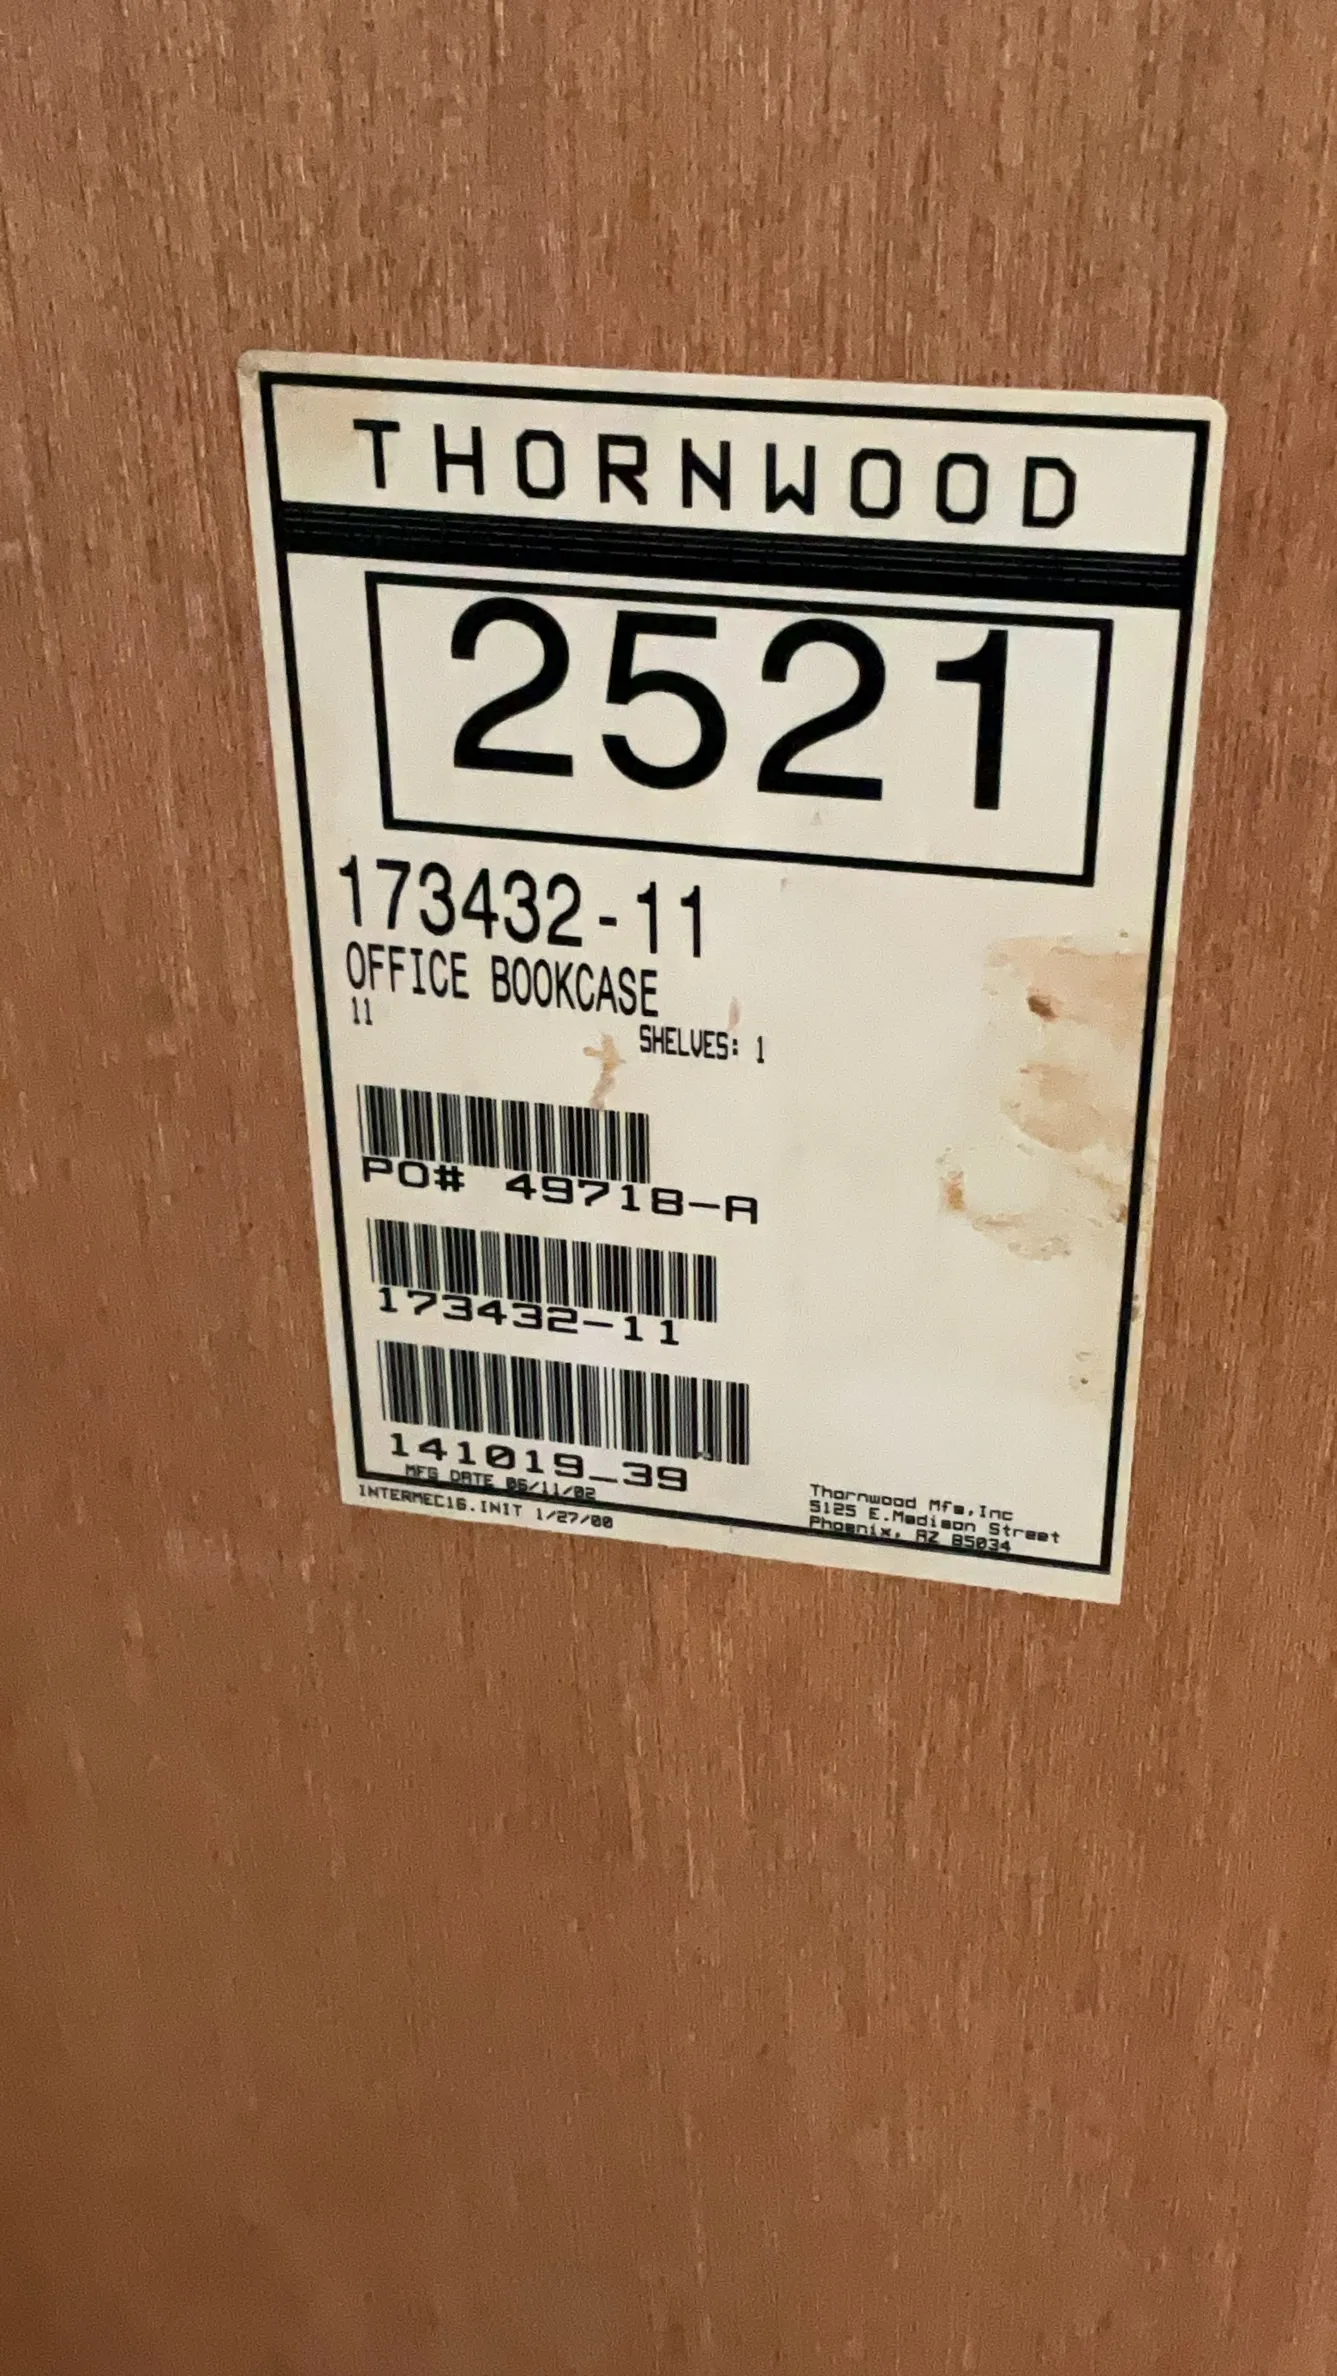 THORNWOOD
2521
173432-11
OFFICE BOOKCASE
11
SHELVES: 1
PO# 49718-A
173432-11
141019_39
MFG DATE 06/11/02
INTERMEC16.INIT 1/27/00
Thornwood Mfg,Inc
5125 E.Madison Street
Phoenix, AZ 85034